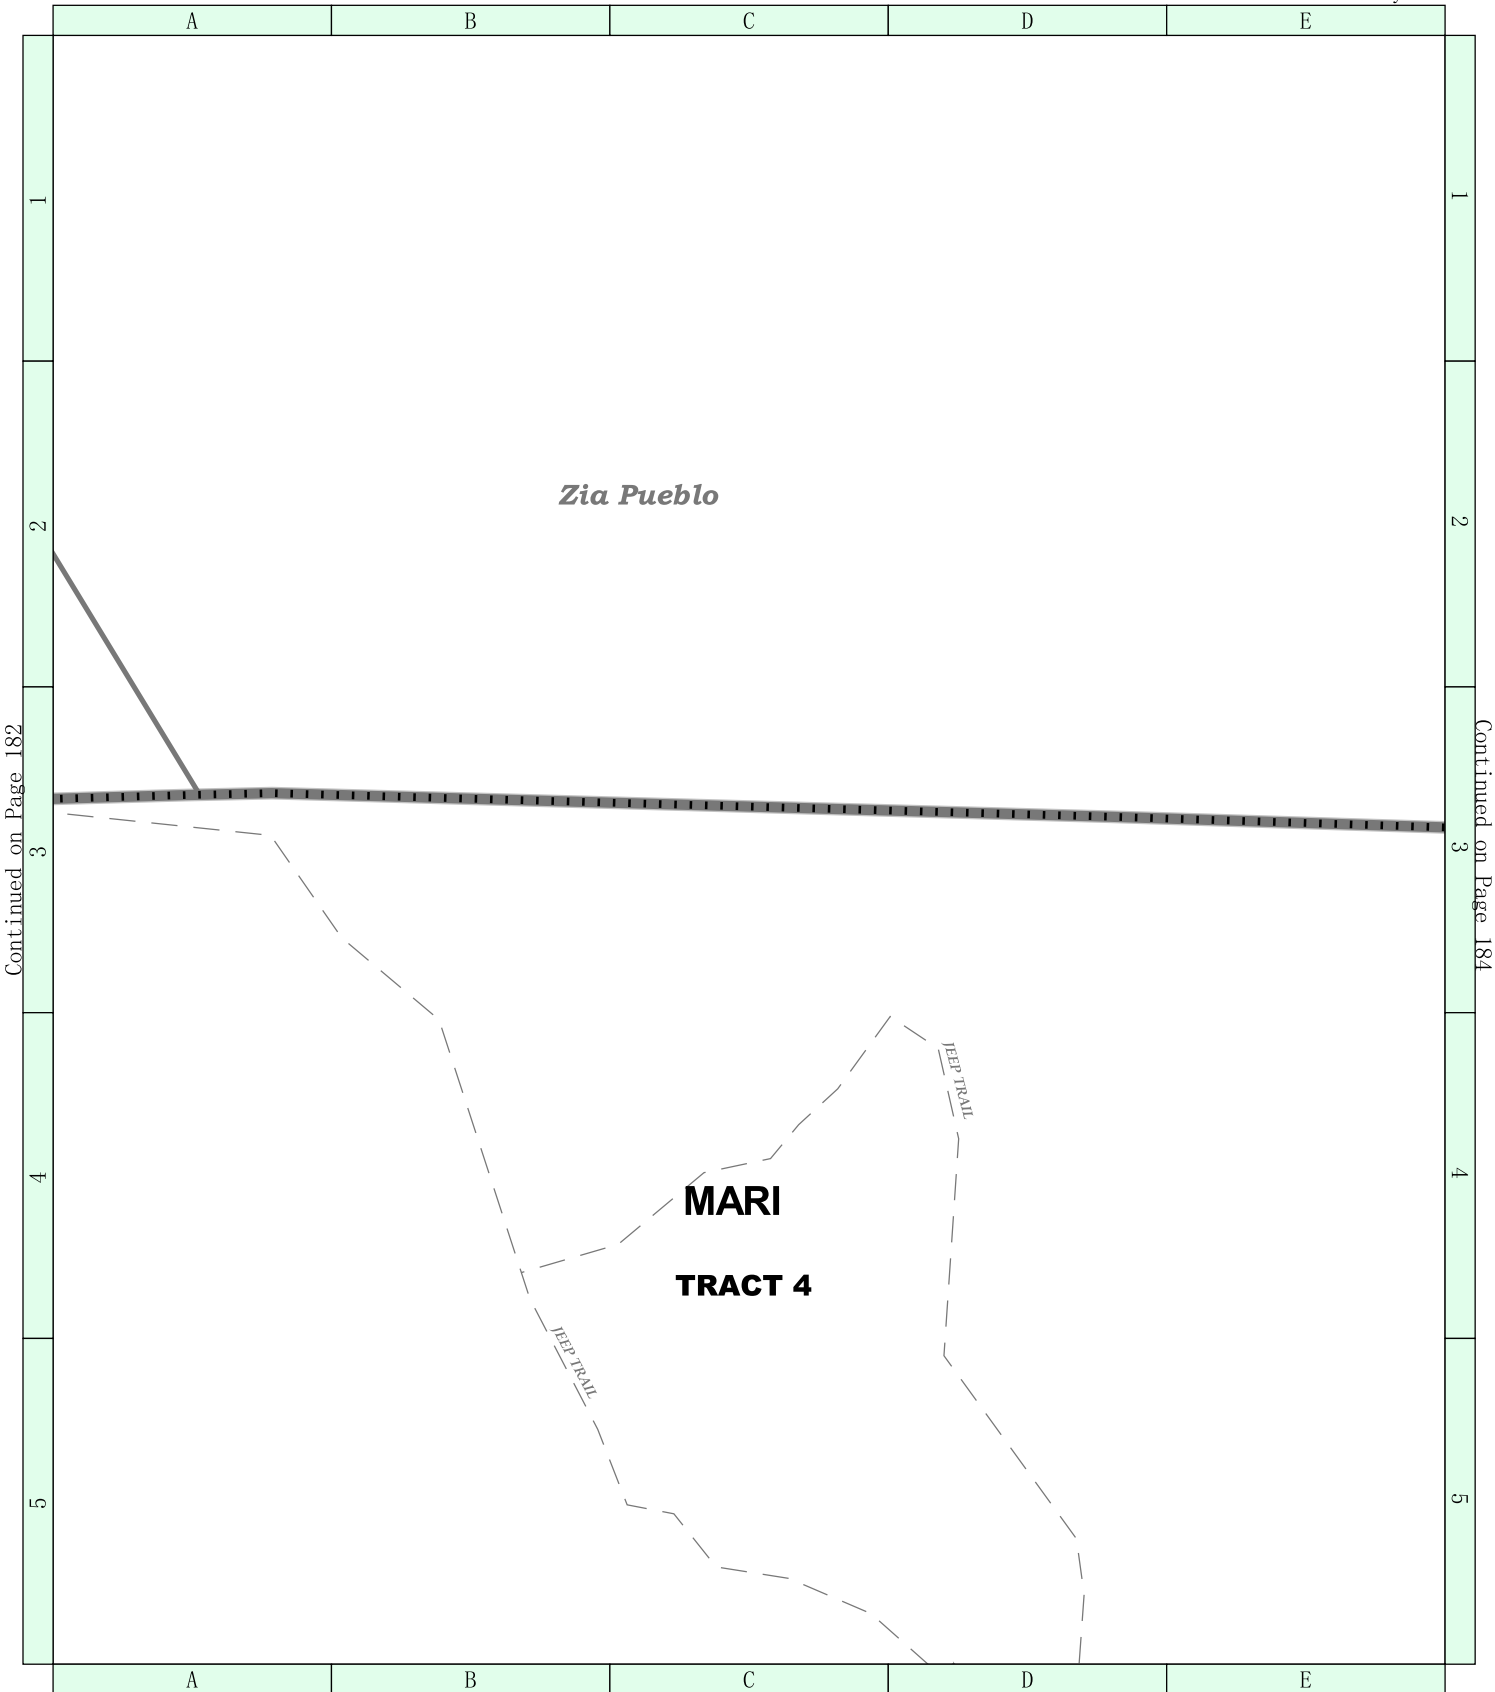 A B C D E
1 1
Zia Pueblo
2 2
Continued on Page 182
Continued on Page 184
3 3
JEEP TRAIL
4 4
MARI
TRACT 4
JEEP TRAIL
5 5
A B C D E